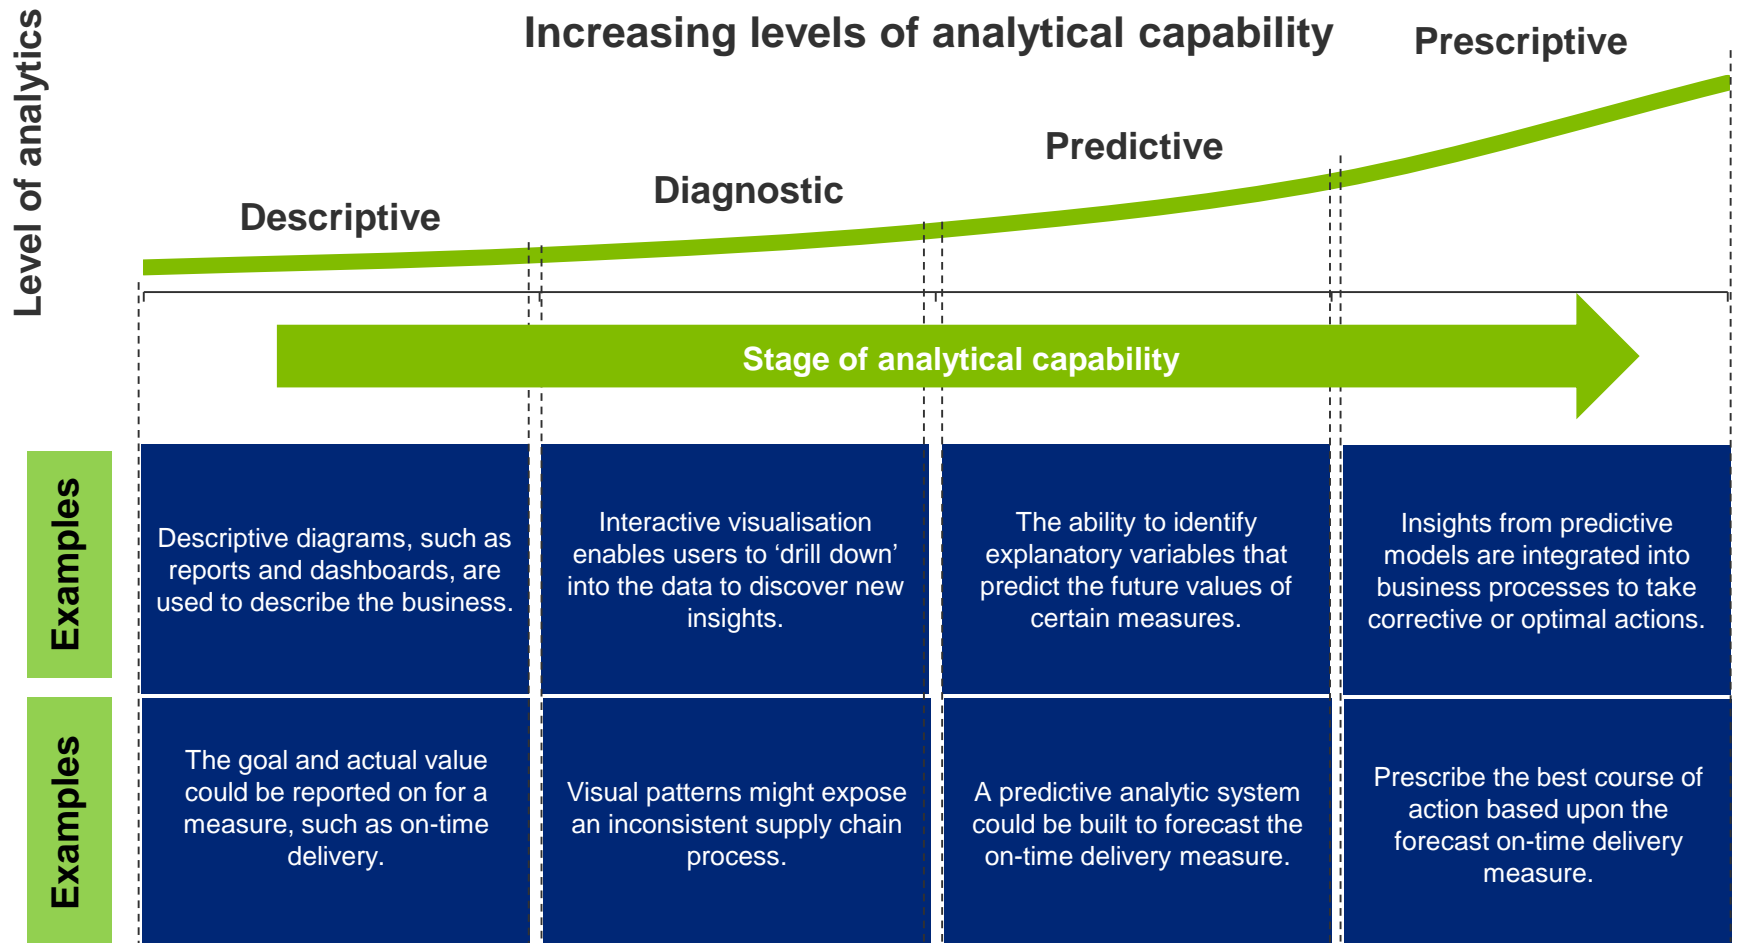 Increasing levels of analytical capability
Level of analytics
Descriptive
Diagnostic
Predictive
Prescriptive
Stage of analytical capability
Examples
Descriptive diagrams, such as
reports and dashboards, are
used to describe the business.
Interactive visualisation
enables users to ‘drill down’
into the data to discover new
insights.
The ability to identify
explanatory variables that
predict the future values of
certain measures.
Insights from predictive
models are integrated into
business processes to take
corrective or optimal actions.
Examples
The goal and actual value
could be reported on for a
measure, such as on-time
delivery.
Visual patterns might expose
an inconsistent supply chain
process.
A predictive analytic system
could be built to forecast the
on-time delivery measure.
Prescribe the best course of
action based upon the
forecast on-time delivery
measure.